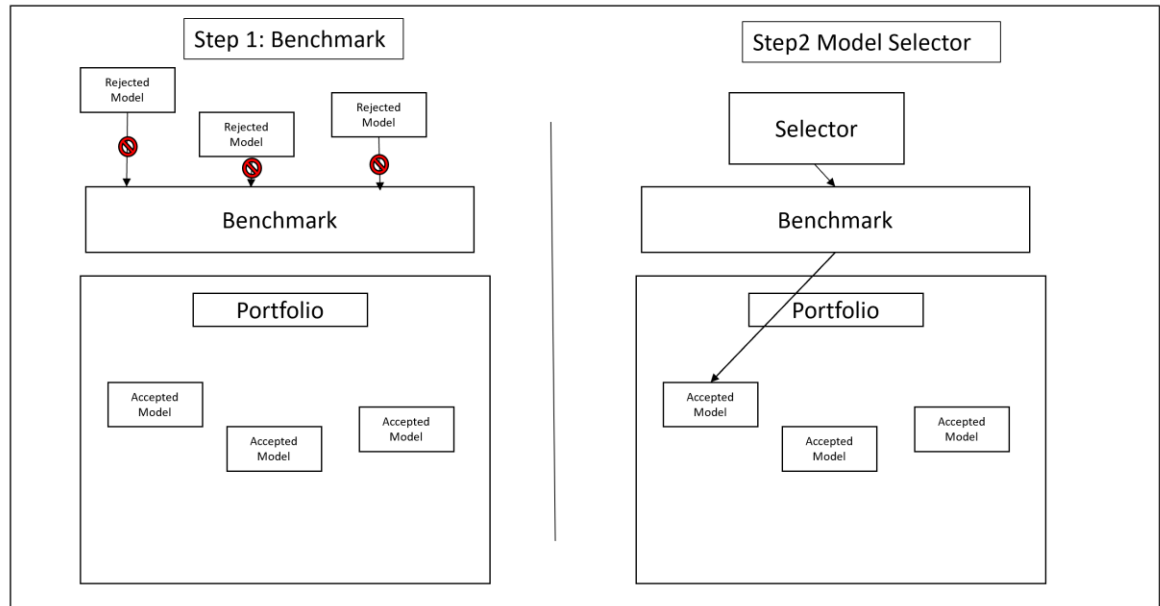 Step 1: Benchmark
Rejected
Model
Rejected
Model
Rejected
Model
Benchmark
Portfolio
Accepted
Model
Accepted
Model
Accepted
Model
Step2 Model Selector
Selector
Benchmark
Portfolio
Accepted
Model
Accepted
Model
Accepted
Model